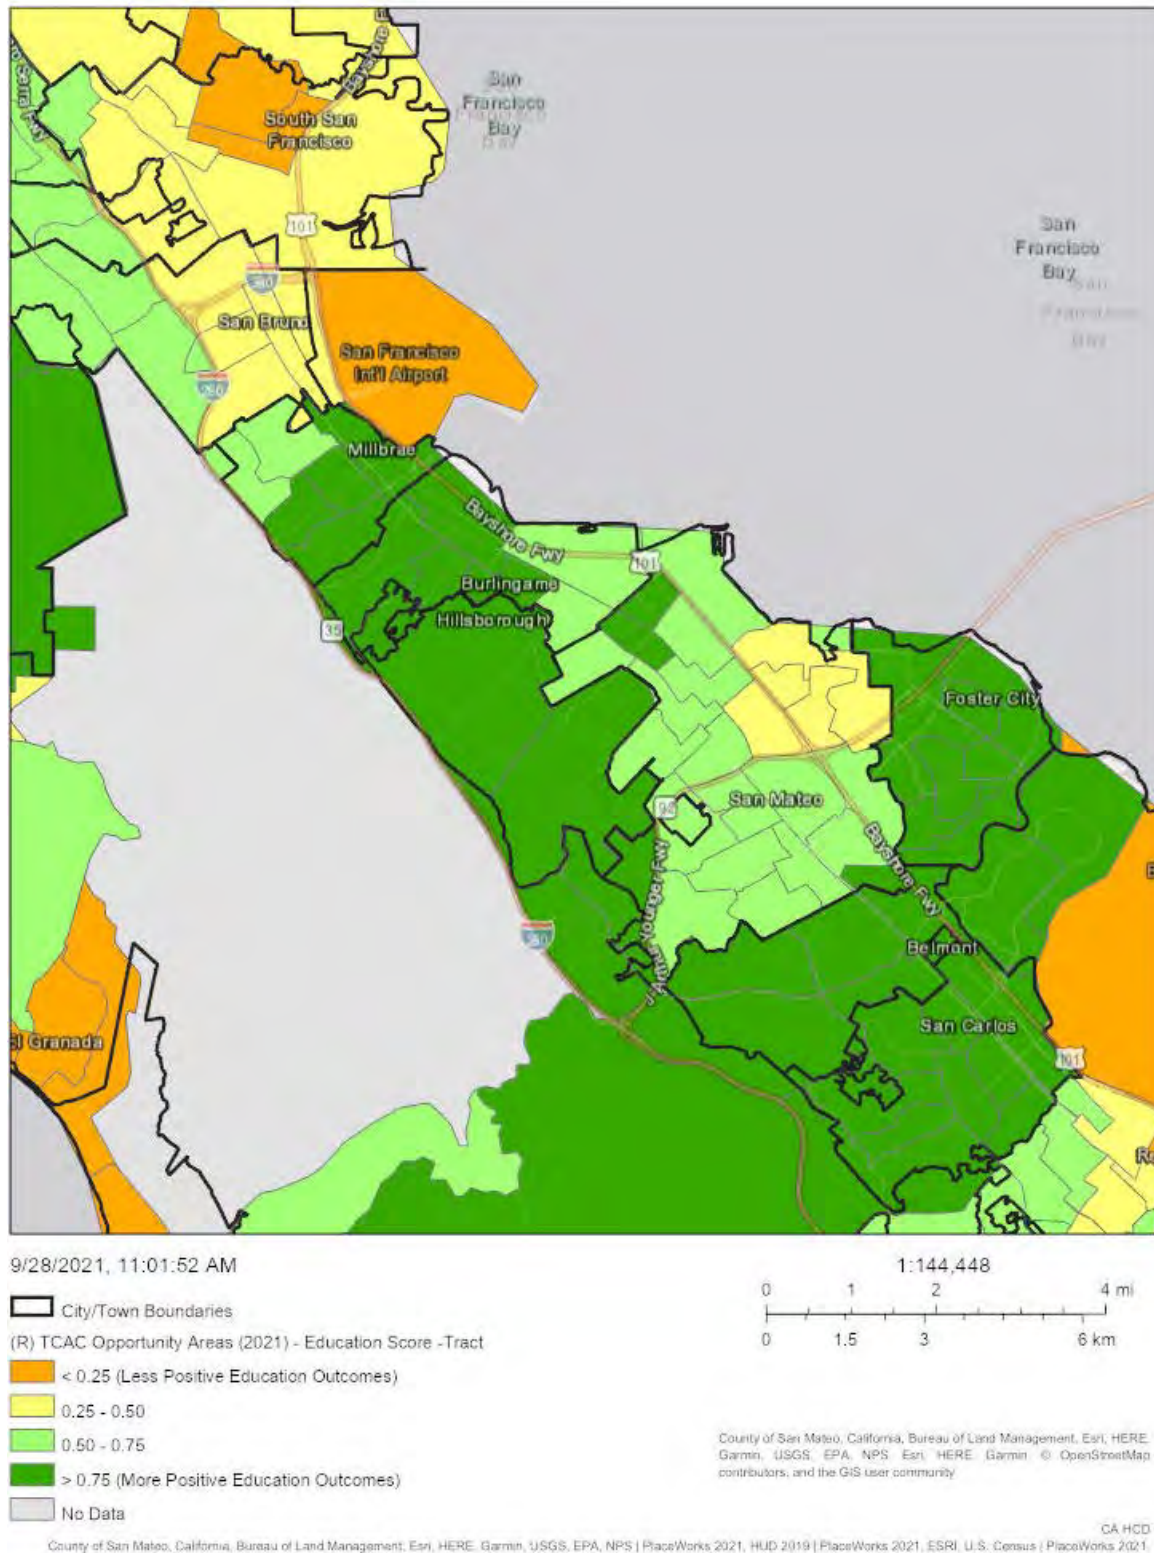 San
Francisco
Bay
South San
Francisco
101
San
Francisco
Bay
San
Francisco
Bay
380
San Bruno
San Francisco
Int'l Airport
280
Millbrae
Bayshore Fwy
101
Burlingame
Hillsborough
35
Foster City
San Mateo
92
Bayshore Fwy
J Arthur Younger Fwy
280
Belmont
San Carlos
El Granada
101
9/28/2021, 11:01:52 AM
1:144,448
0 1 2 4 mi
0 1.5 3 6 km
City/Town Boundaries
(R) TCAC Opportunity Areas (2021) - Education Score -Tract
< 0.25 (Less Positive Education Outcomes)
0.25 - 0.50
0.50 - 0.75
> 0.75 (More Positive Education Outcomes)
No Data
County of San Mateo, California, Bureau of Land Management, Esri, HERE,
Garmin, USGS, EPA, NPS, Esri, HERE, Garmin, © OpenStreetMap
contributors, and the GIS user community
CA HCD
County of San Mateo, California, Bureau of Land Management, Esri, HERE, Garmin, USGS, EPA, NPS | PlaceWorks 2021, HUD 2019 | PlaceWorks 2021, ESRI, U.S. Census | PlaceWorks 2021,